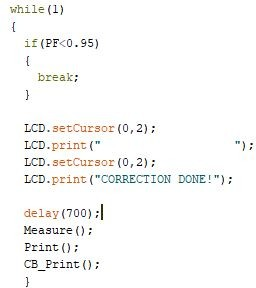 while(1)
{
if(PF<0.95)
{
break;
}
LCD.setCursor(0,2);
LCD.print("                    ");
LCD.setCursor(0,2);
LCD.print("CORRECTION DONE!");
delay(700);
Measure();
Print();
CB_Print();
}